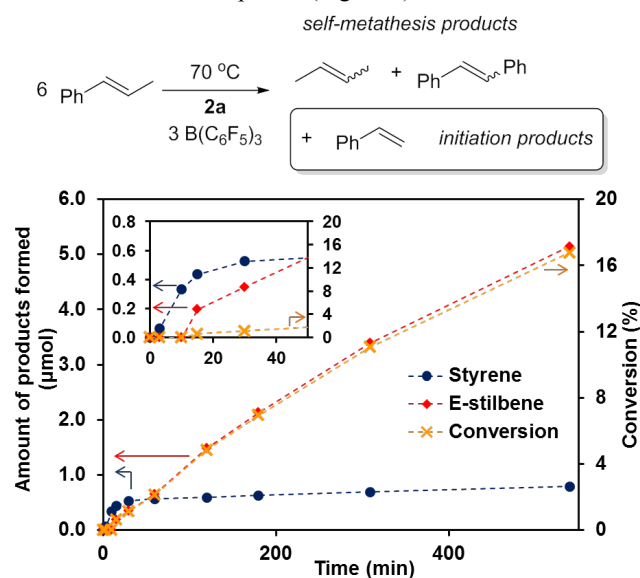 self-metathesis products
6 Ph 70 °C 2a 3 B(C₆F₅)₃ + Ph Ph
+ Ph initiation products
Amount of products formed (µmol)
6.0
5.0
4.0
3.0
2.0
1.0
0.0
0.8
0.6
0.4
0.2
0.0
20
16
12
8
4
0
0 20 40
20
16
12
8
4
0
Conversion (%)
Styrene
E-stilbene
Conversion
0 200 400
Time (min)